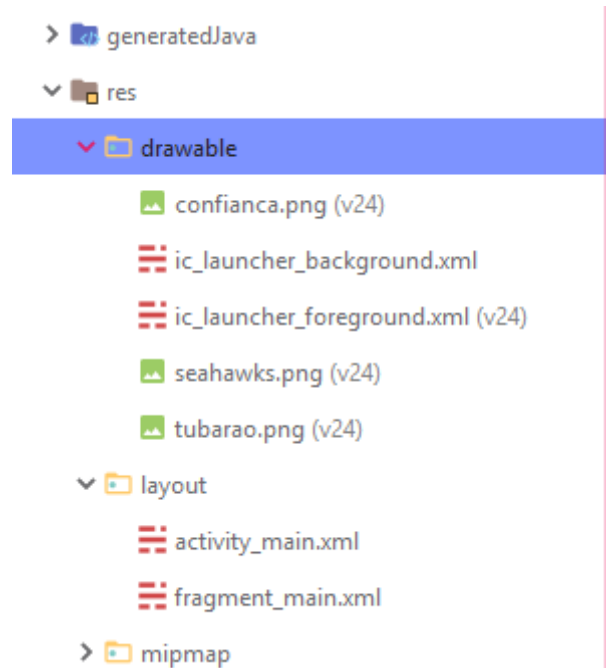 generatedJava
res
drawable
confianca.png (v24)
ic_launcher_background.xml
ic_launcher_foreground.xml (v24)
seahawks.png (v24)
tubarao.png (v24)
layout
activity_main.xml
fragment_main.xml
mipmap